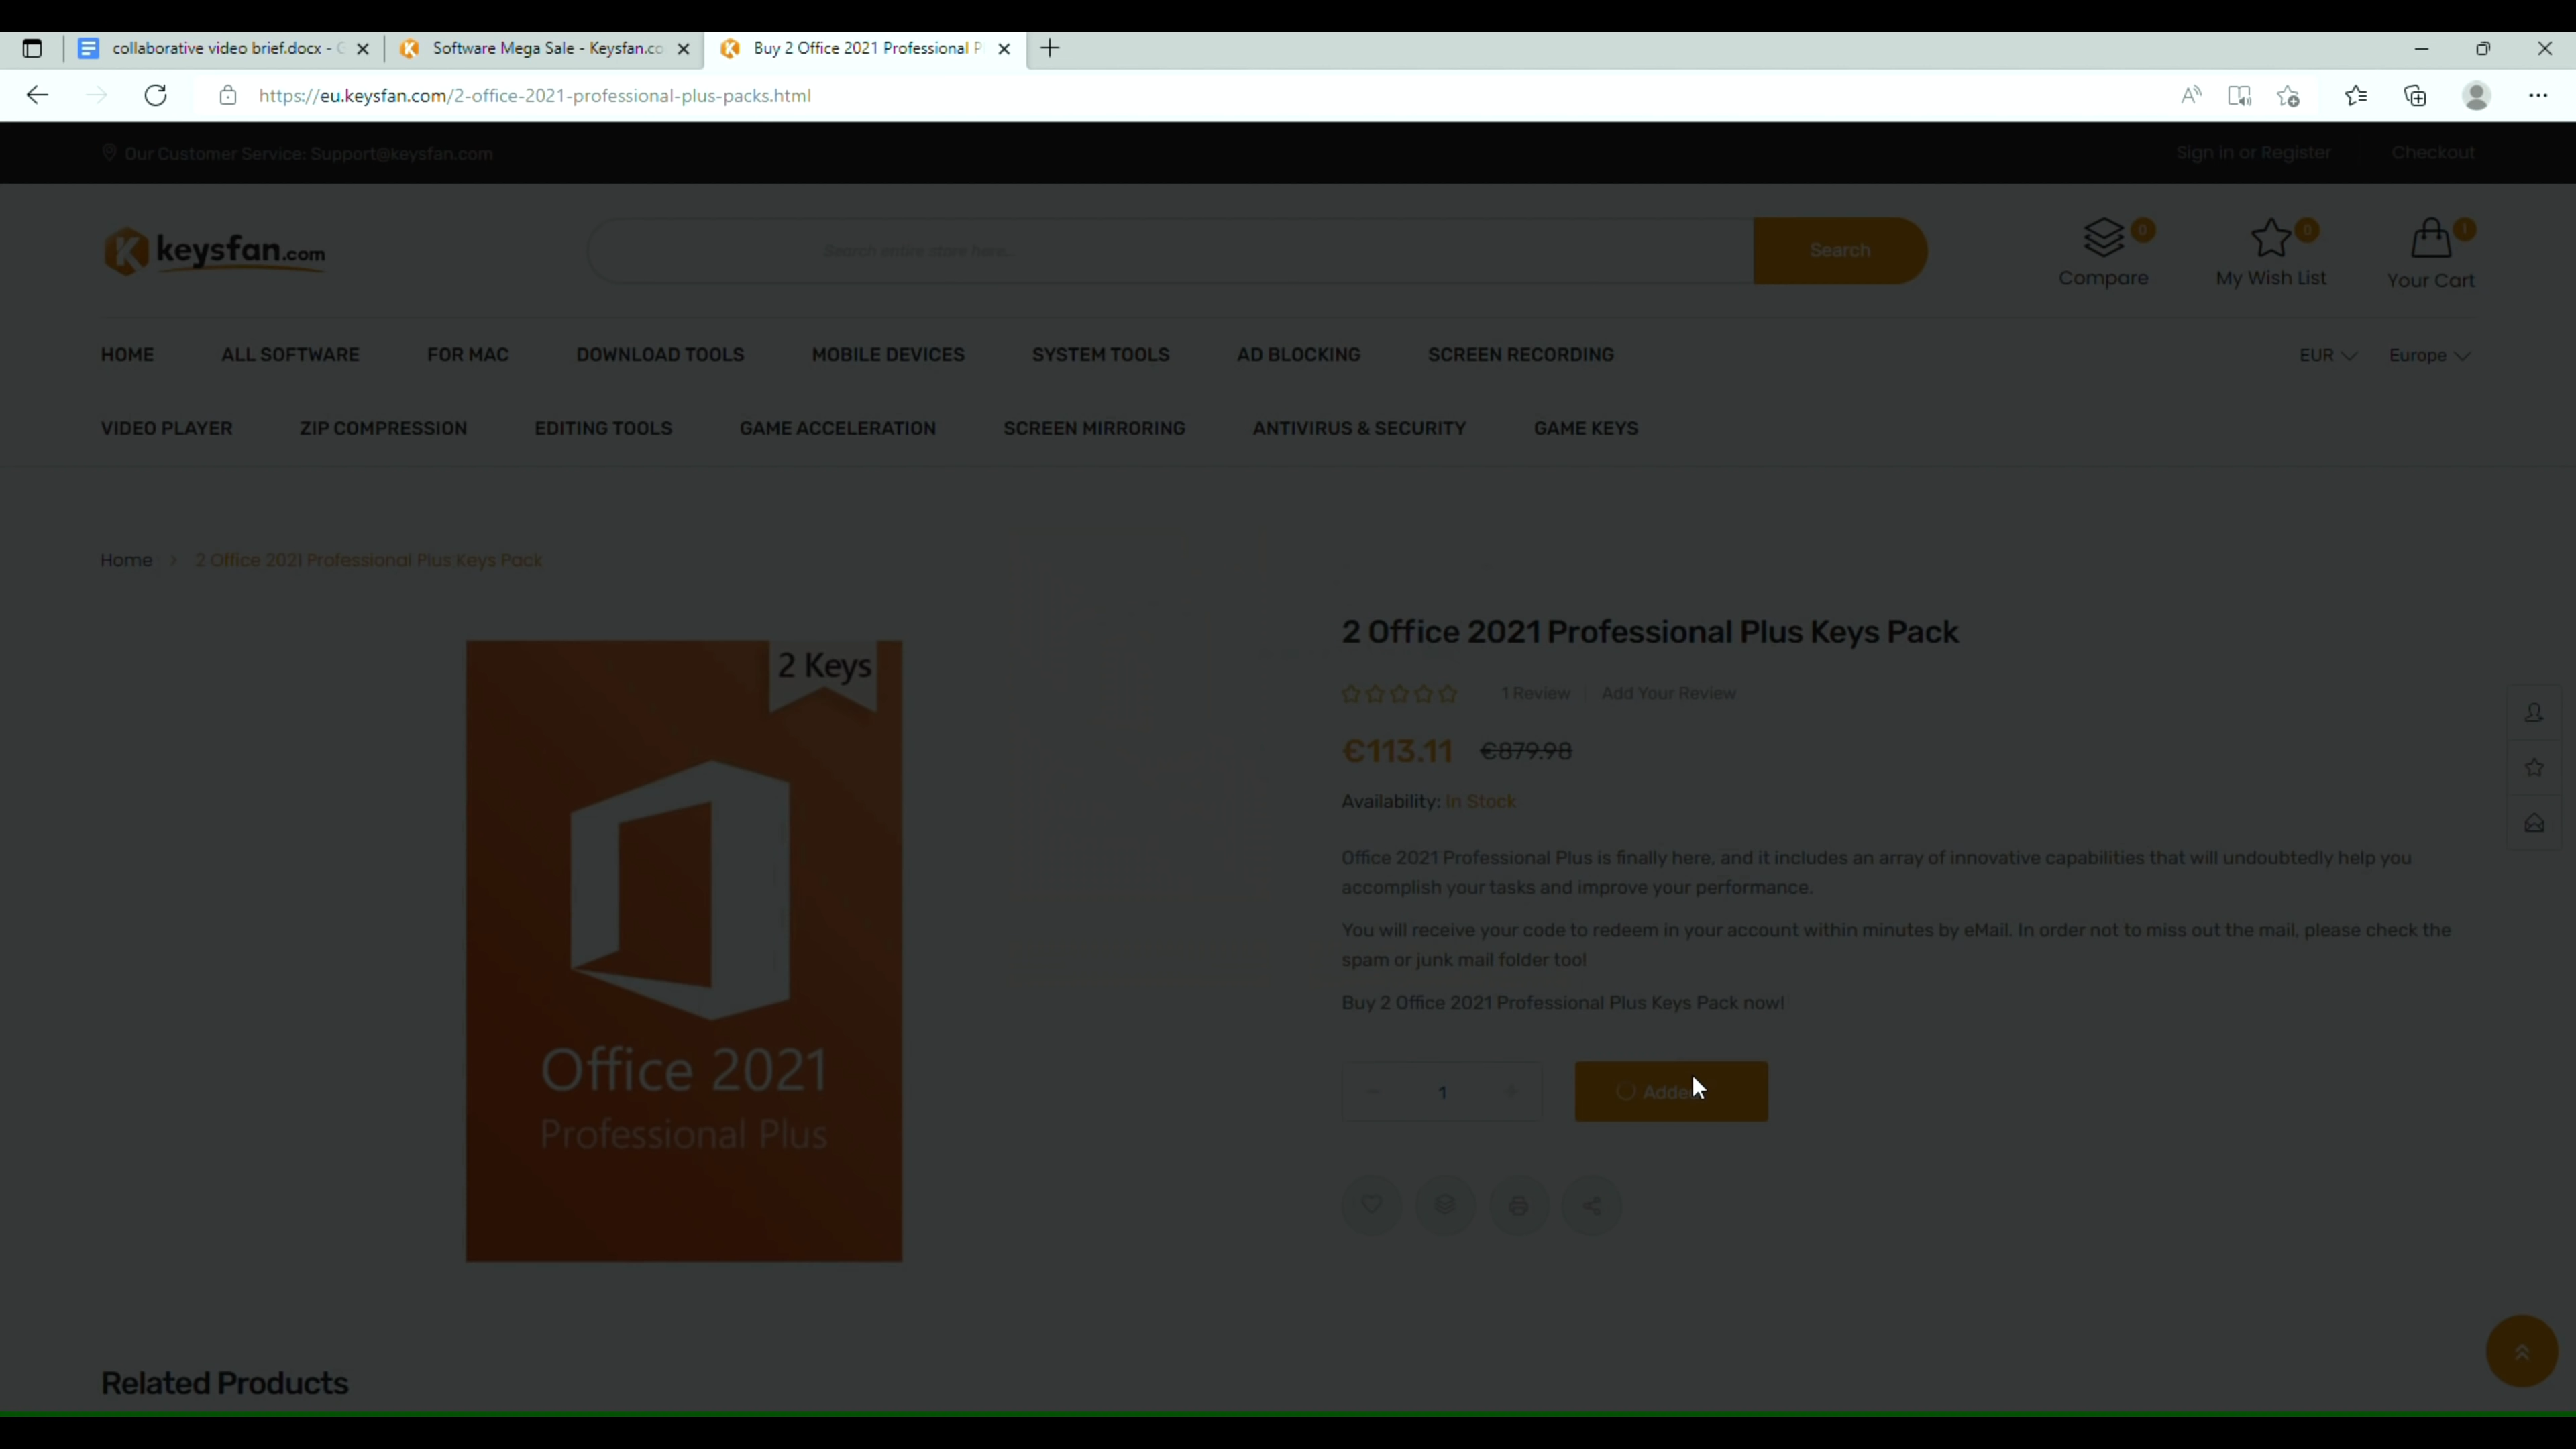 collaborative video brief.docx - G
Software Mega Sale - Keysfan.co
Buy 2 Office 2021 Professional P
https://eu.keysfan.com/2-office-2021-professional-plus-packs.html
Our Customer Service: Support@keysfan.com
Sign in or Register
Checkout
keysfan.com
Search entire store here...
Search
0
Compare
0
My Wish List
1
Your Cart
HOME
ALL SOFTWARE
FOR MAC
DOWNLOAD TOOLS
MOBILE DEVICES
SYSTEM TOOLS
AD BLOCKING
SCREEN RECORDING
EUR
Europe
VIDEO PLAYER
ZIP COMPRESSION
EDITING TOOLS
GAME ACCELERATION
SCREEN MIRRORING
ANTIVIRUS & SECURITY
GAME KEYS
Home > 2 Office 2021 Professional Plus Keys Pack
2 Keys
Office 2021
Professional Plus
2 Office 2021 Professional Plus Keys Pack
1 Review
Add Your Review
€113.11 €879.98
Availability: In Stock
Office 2021 Professional Plus is finally here, and it includes an array of innovative capabilities that will undoubtedly help you
accomplish your tasks and improve your performance.
You will receive your code to redeem in your account within minutes by eMail. In order not to miss out the mail, please check the
spam or junk mail folder too!
Buy 2 Office 2021 Professional Plus Keys Pack now!
1
Added
Related Products